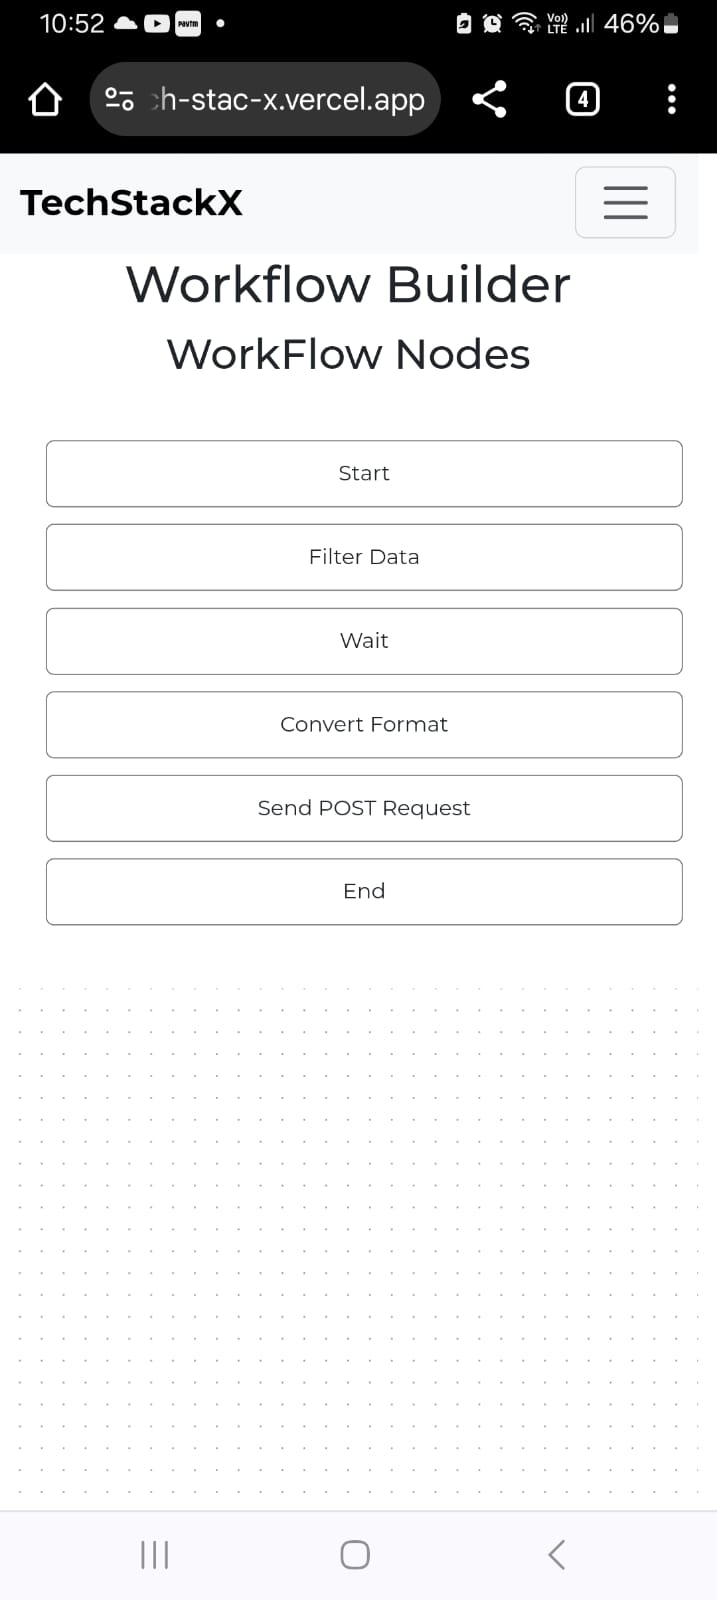 10:52 Paytm Vo)) LTE 46%
h-stac-x.vercel.app 4
TechStackX
Workflow Builder
WorkFlow Nodes
Start
Filter Data
Wait
Convert Format
Send POST Request
End